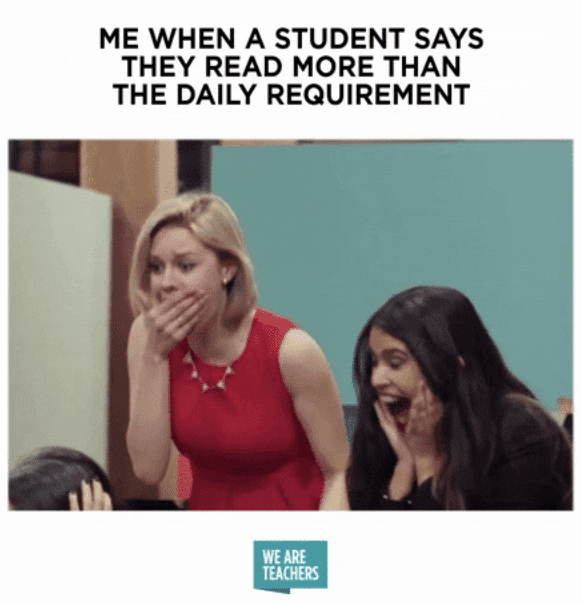 ME WHEN A STUDENT SAYS
THEY READ MORE THAN
THE DAILY REQUIREMENT
WE ARE
TEACHERS